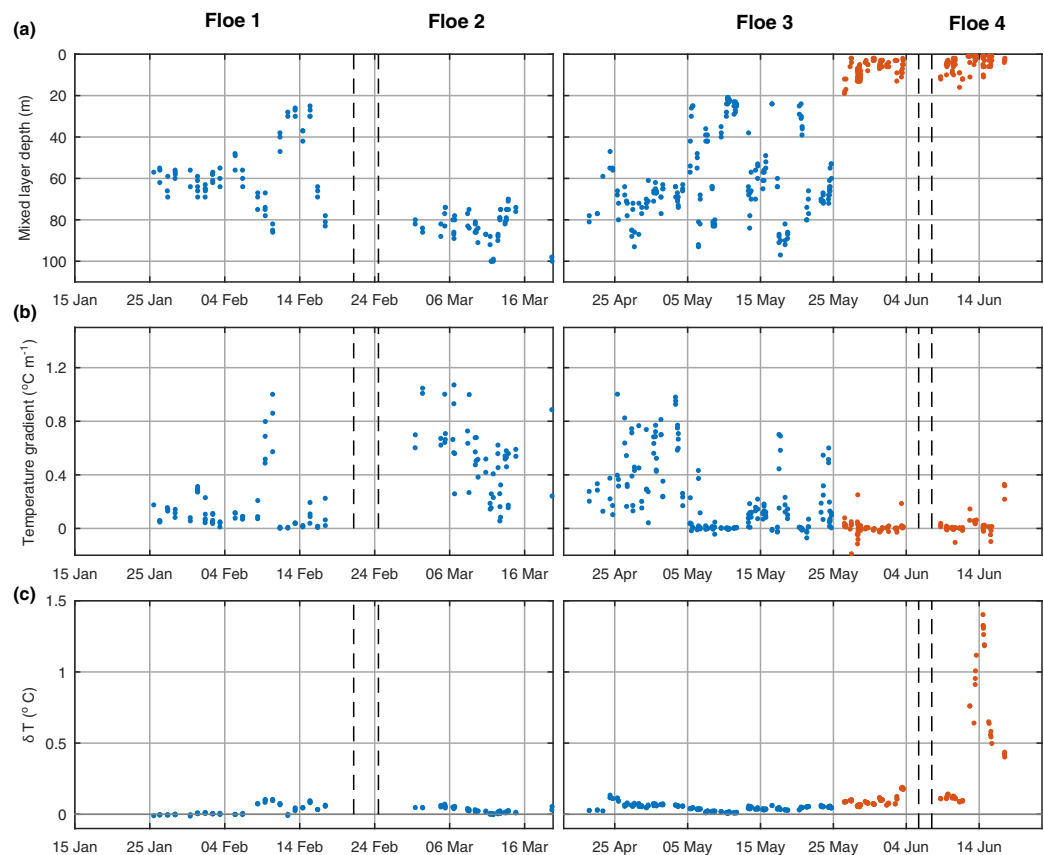 Floe 1 Floe 2 Floe 3 Floe 4
(a)
Mixed layer depth (m)
0
20
40
60
80
100
15 Jan 25 Jan 04 Feb 14 Feb 24 Feb 06 Mar 16 Mar 25 Apr 05 May 15 May 25 May 04 Jun 14 Jun
(b)
Temperature gradient (°C m⁻¹)
1.2
0.8
0.4
0
15 Jan 25 Jan 04 Feb 14 Feb 24 Feb 06 Mar 16 Mar 25 Apr 05 May 15 May 25 May 04 Jun 14 Jun
(c)
δ T (° C)
1.5
1
0.5
0
15 Jan 25 Jan 04 Feb 14 Feb 24 Feb 06 Mar 16 Mar 25 Apr 05 May 15 May 25 May 04 Jun 14 Jun